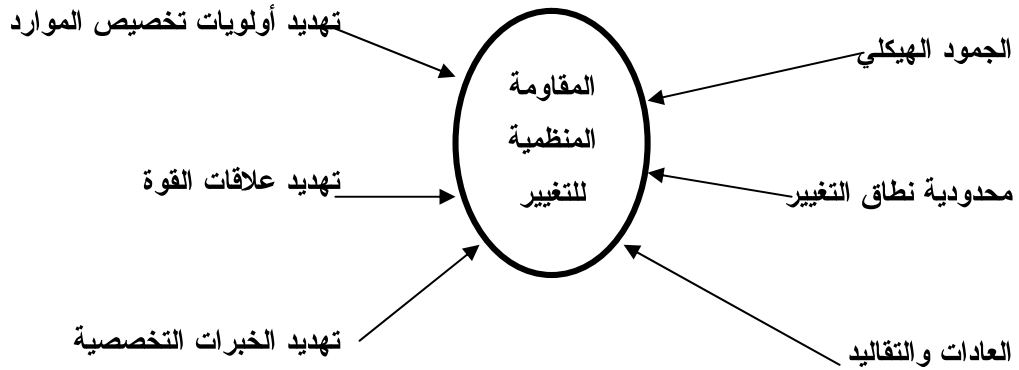 الجمود الهيكلي
تهديد أولويات تخصيص الموارد
المقاومة
المنظمية
للتغيير
محدودية نطاق التغيير
تهديد علاقات القوة
العادات والتقاليد
تهديد الخبرات التخصصية